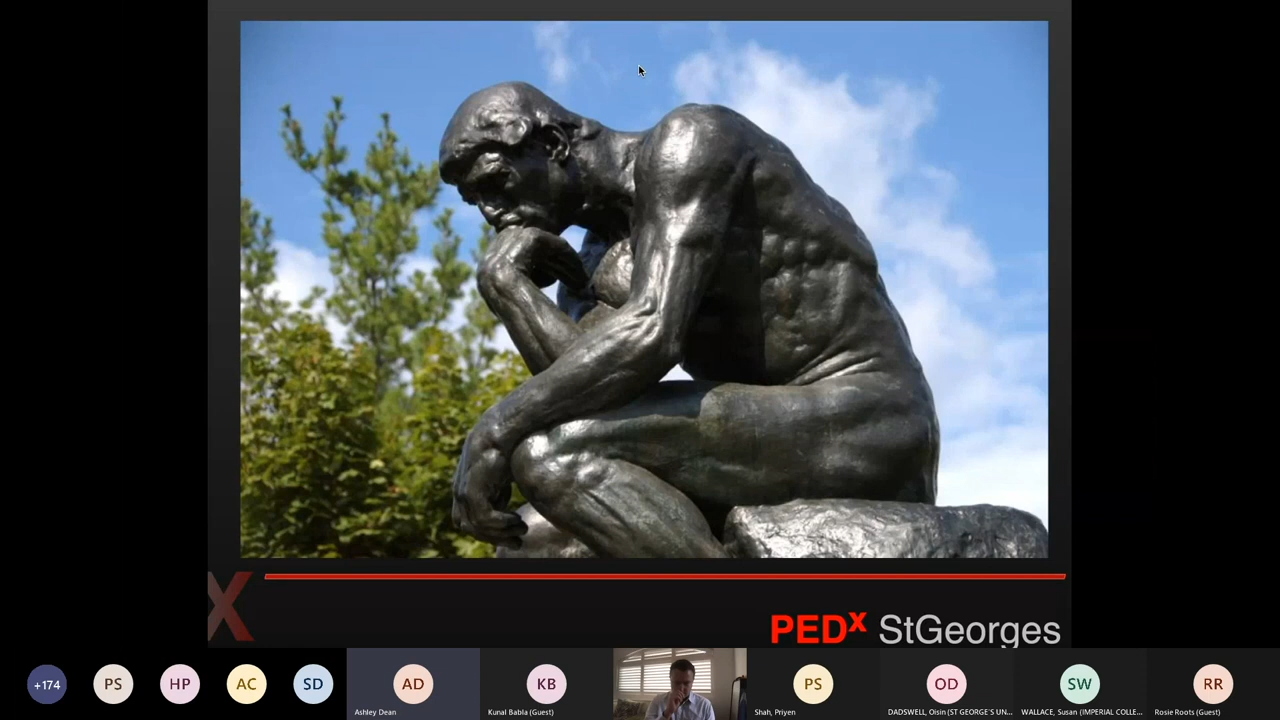 X
PEDx StGeorges
+174
PS
HP
AC
SD
AD
KB
PS
OD
SW
RR
Ashley Dean
Kunal Babla (Guest)
Shah, Priyen
DADSWELL, Oisin (ST GEORGE'S UN...
WALLACE, Susan (IMPERIAL COLLE...
Rosie Roots (Guest)